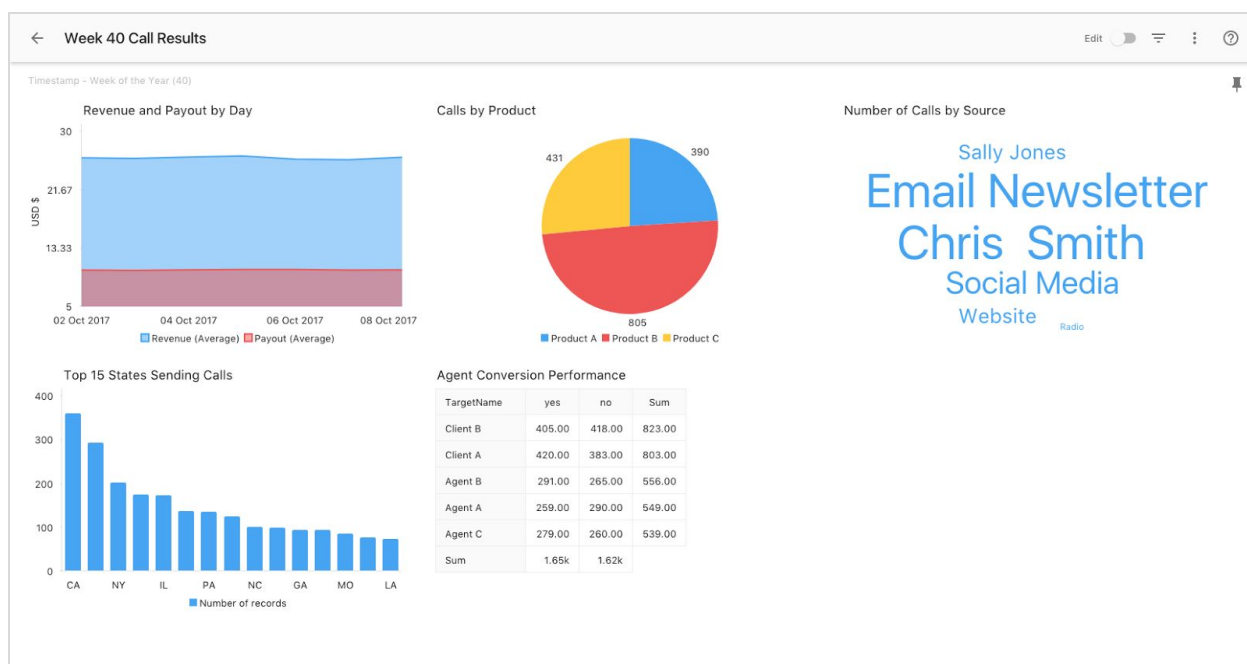 Week 40 Call Results
Edit
Timestamp - Week of the Year (40)
Revenue and Payout by Day
30
21.67
13.33
5
USD $
02 Oct 2017 04 Oct 2017 06 Oct 2017 08 Oct 2017
Revenue (Average) Payout (Average)
Calls by Product
431
390
805
Product A Product B Product C
Number of Calls by Source
Sally Jones
Email Newsletter
Chris Smith
Social Media
Website
Radio
Top 15 States Sending Calls
400
300
200
100
0
CA NY IL PA NC GA MO LA
Number of records
Agent Conversion Performance
TargetName yes no Sum
Client B 405.00 418.00 823.00
Client A 420.00 383.00 803.00
Agent B 291.00 265.00 556.00
Agent A 259.00 290.00 549.00
Agent C 279.00 260.00 539.00
Sum 1.65k 1.62k